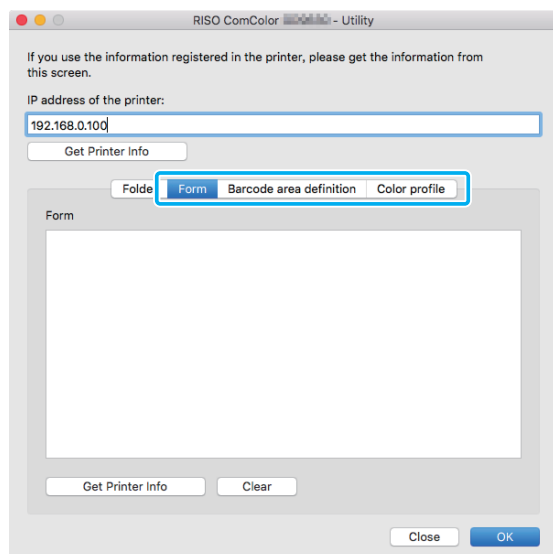 RISO ComColor - Utility
If you use the information registered in the printer, please get the information from
this screen.
IP address of the printer:
192.168.0.100
Get Printer Info
Folde Form Barcode area definition Color profile
Form
Get Printer Info Clear
Close OK